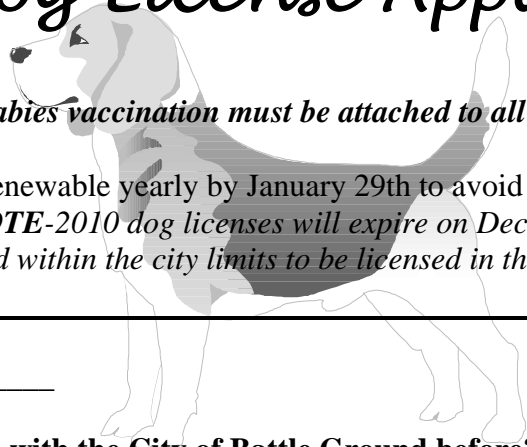 og License Appl
abies vaccination must be attached to all
enewable yearly by January 29th to avoid
OTE-2010 dog licenses will expire on Dec
d within the city limits to be licensed in th
____
with the City of Battle Ground before?